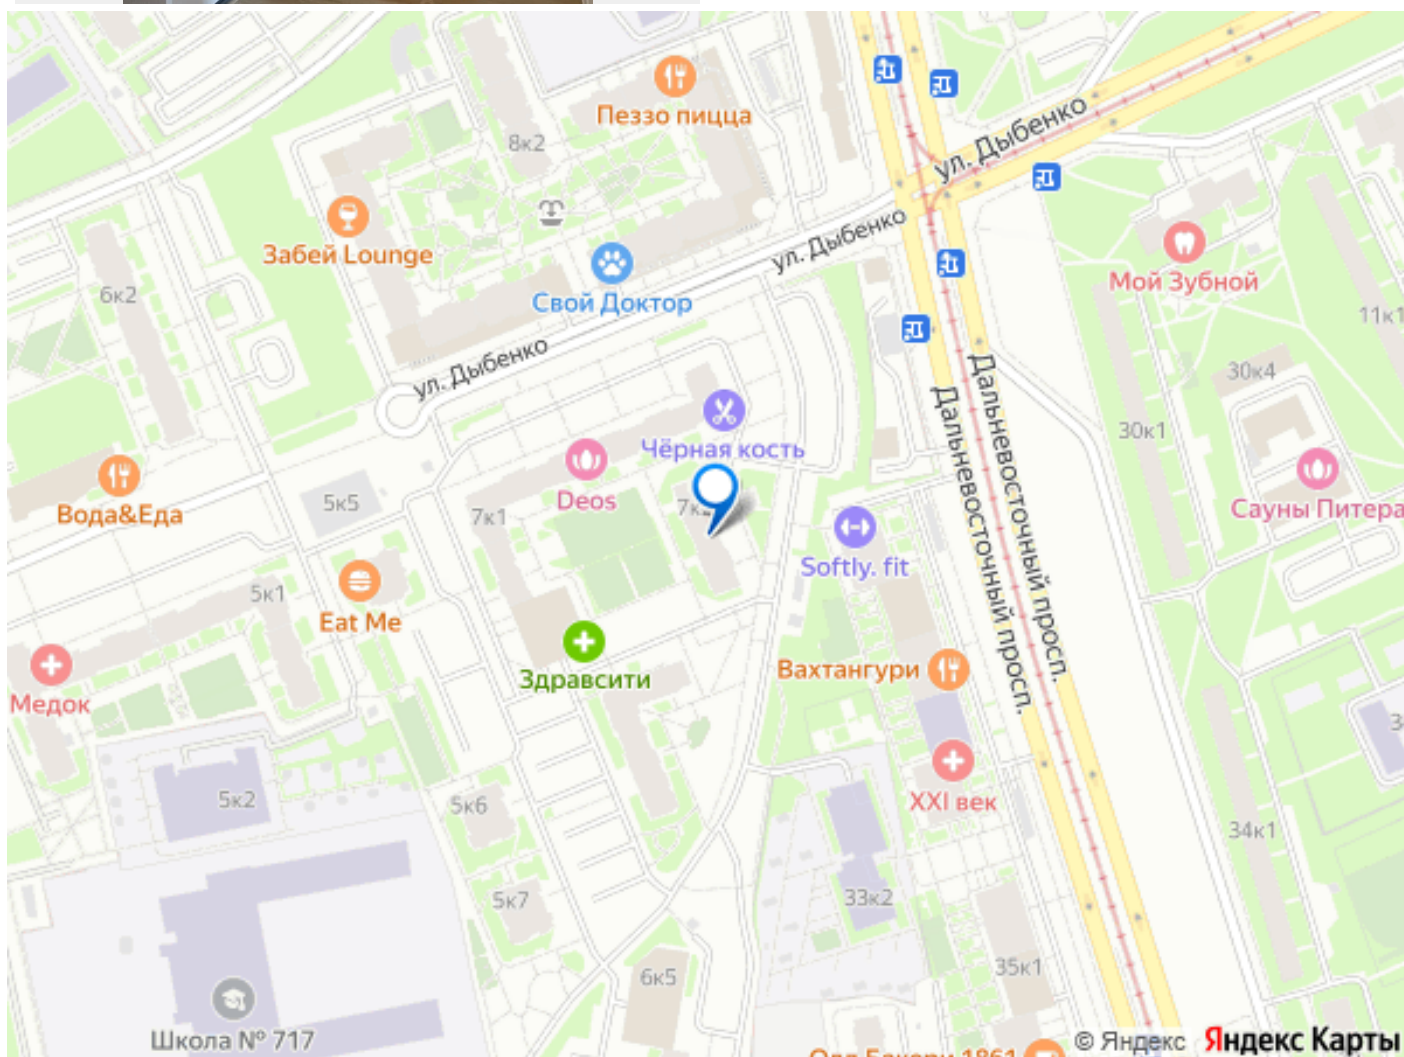 Пеззо пицца
8к2
ул. Дыбенко
Забей Lounge
ул. Дыбенко
Мой Зубной
6к2
Свой Доктор
11к1
ул. Дыбенко
30к4
Дальневосточный просп.
Дальневосточный просп.
Чёрная кость
30к1
Deos
Вода&Еда
5к5
7к1
Сауны Питера
Softly. fit
5к1
Eat Me
Здравсити
Вахтангури
Медок
5к2
5к6
XXI век
34к1
5к7
33к2
6к5
35к1
Школа № 717
© Яндекс Яндекс Карты